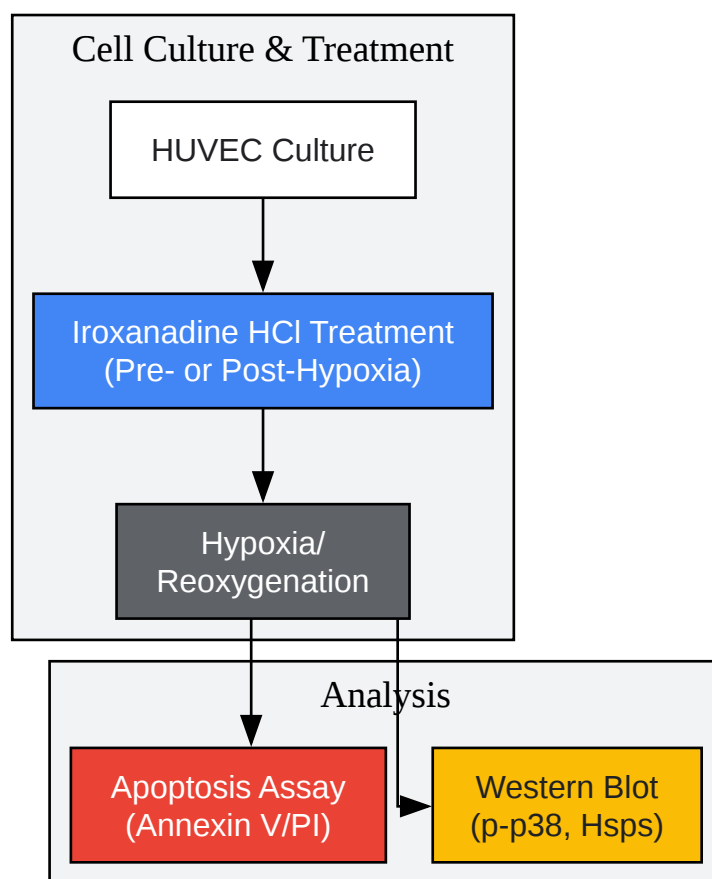 Cell Culture & Treatment
HUVEC Culture
Iroxanadine HCl Treatment
(Pre- or Post-Hypoxia)
Hypoxia/
Reoxygenation
Analysis
Apoptosis Assay
(Annexin V/PI)
Western Blot
(p-p38, Hsps)